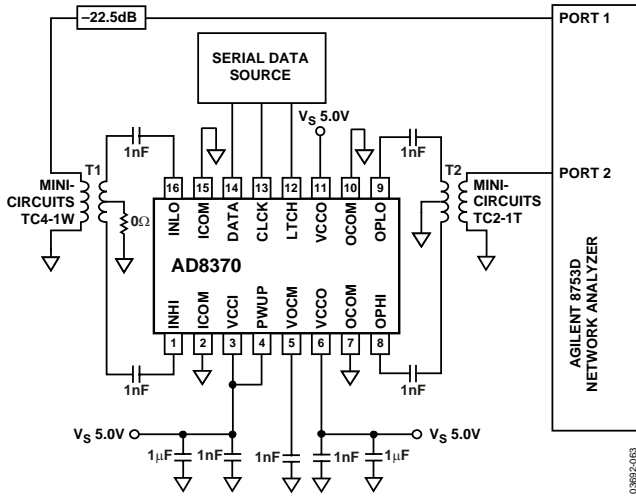 −22.5dB
PORT 1
SERIAL DATA
SOURCE
VS 5.0V
1nF
1nF
T1
T2
MINI-
CIRCUITS
TC4-1W
0Ω
16 15 14 13 12 11 10 9
INLO ICOM DATA CLCK LTCH VCCO OCOM OPLO
PORT 2
MINI-
CIRCUITS
TC2-1T
AD8370
INHI ICOM VCCI PWUP VOCM VCCO OCOM OPHI
1 2 3 4 5 6 7 8
1nF
1nF
VS 5.0V
VS 5.0V
1µF 1nF 1nF 1nF 1µF
AGILENT 8753D
NETWORK ANALYZER
03692-063